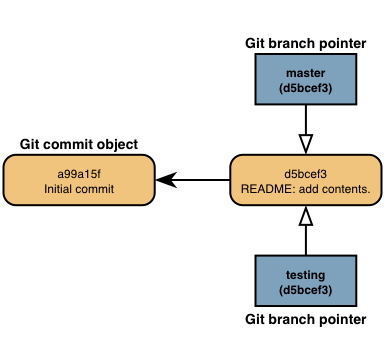 Git branch pointer
master
(d5bcef3)
Git commit object
a99a15f
Initial commit
d5bcef3
README: add contents.
testing
(d5bcef3)
Git branch pointer